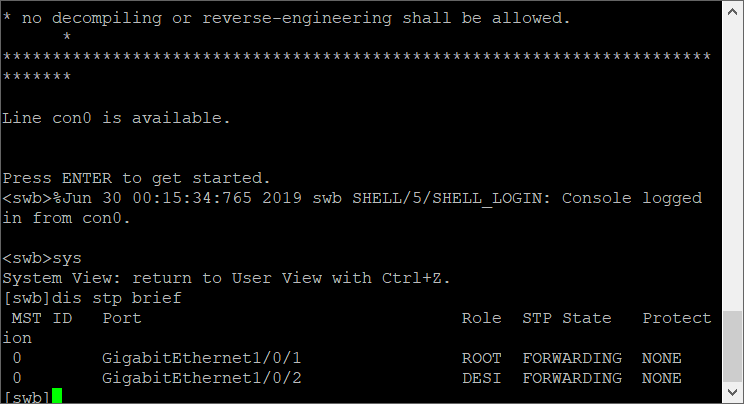 * no decompiling or reverse-engineering shall be allowed.
      *
***********************************************************************
*******

Line con0 is available.


Press ENTER to get started.
<swb>%Jun 30 00:15:34:765 2019 swb SHELL/5/SHELL_LOGIN: Console logged
in from con0.

<swb>sys
System View: return to User View with Ctrl+Z.
[swb]dis stp brief
 MST ID   Port                                Role  STP State   Protect
ion
 0        GigabitEthernet1/0/1                ROOT  FORWARDING  NONE
 0        GigabitEthernet1/0/2                DESI  FORWARDING  NONE
[swb]